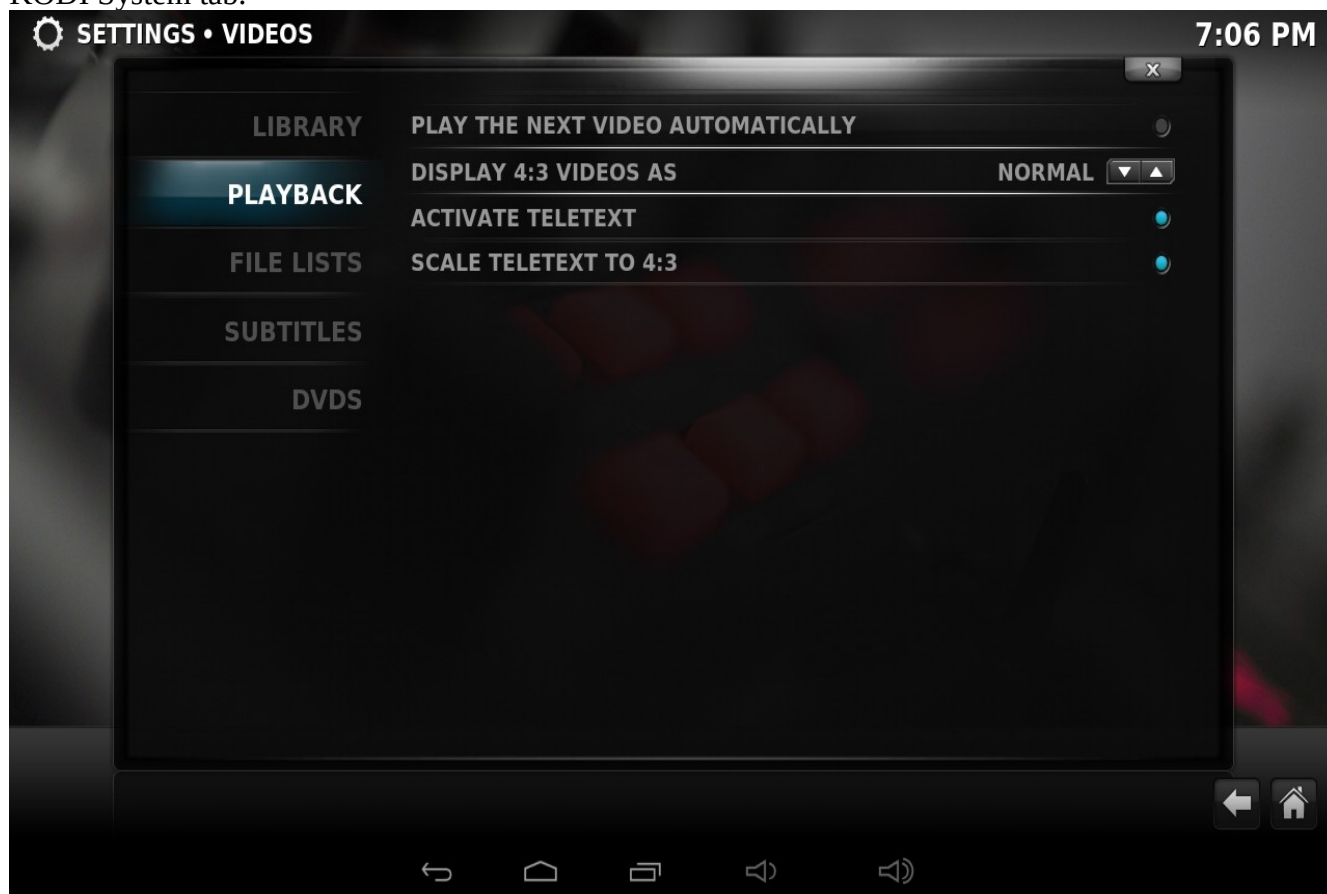 KODI System tab:
SETTINGS • VIDEOS
7:06 PM
X
LIBRARY
PLAYBACK
FILE LISTS
SUBTITLES
DVDS
PLAY THE NEXT VIDEO AUTOMATICALLY
DISPLAY 4:3 VIDEOS AS NORMAL
ACTIVATE TELETEXT
SCALE TELETEXT TO 4:3